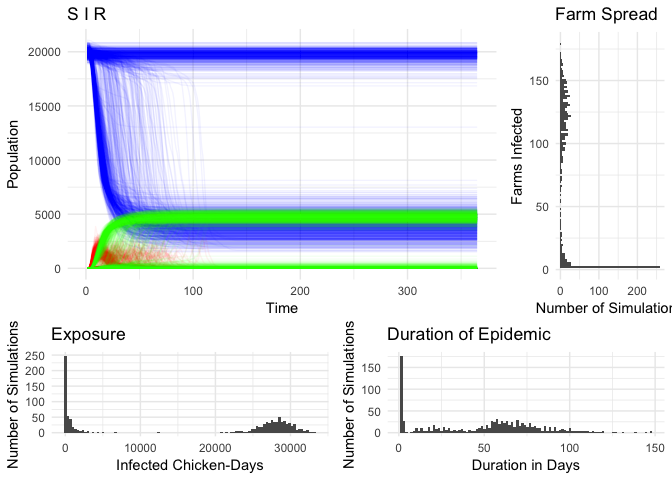 S I R
Farm Spread
20000
15000
10000
5000
0
Population
0
100
200
300
Time
150
100
50
0
Farms Infected
0
100
200
Number of Simulation
Exposure
Duration of Epidemic
250
200
150
100
50
0
Number of Simulations
0
10000
20000
30000
Infected Chicken-Days
150
100
50
0
Number of Simulations
0
50
100
150
Duration in Days